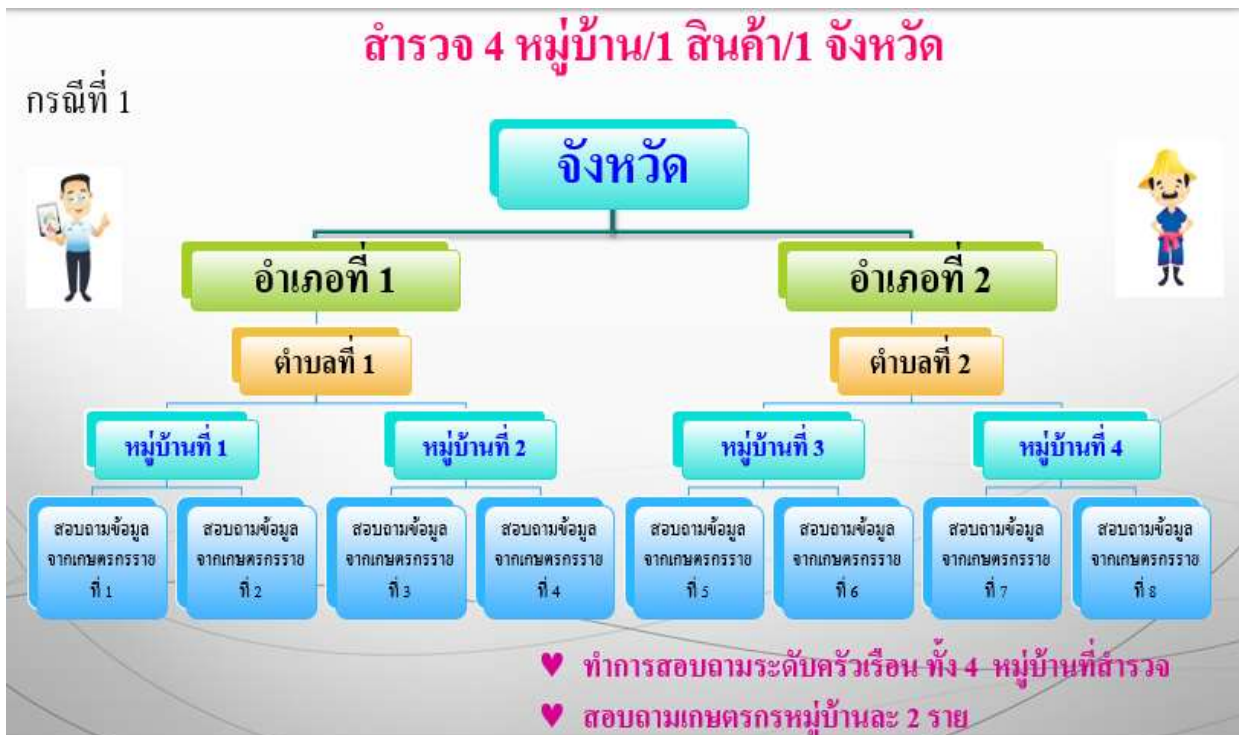 สำรวจ 4 หมู่บ้าน/1 สินค้า/1 จังหวัด
กรณีที่ 1
จังหวัด
อำเภอที่ 1
อำเภอที่ 2
ตำบลที่ 1
ตำบลที่ 2
หมู่บ้านที่ 1
หมู่บ้านที่ 2
หมู่บ้านที่ 3
หมู่บ้านที่ 4
สอบถามข้อมูล
จากเกษตรกรราย
ที่ 1
สอบถามข้อมูล
จากเกษตรกรราย
ที่ 2
สอบถามข้อมูล
จากเกษตรกรราย
ที่ 3
สอบถามข้อมูล
จากเกษตรกรราย
ที่ 4
สอบถามข้อมูล
จากเกษตรกรราย
ที่ 5
สอบถามข้อมูล
จากเกษตรกรราย
ที่ 6
สอบถามข้อมูล
จากเกษตรกรราย
ที่ 7
สอบถามข้อมูล
จากเกษตรกรราย
ที่ 8
♥ ทำการสอบถามระดับครัวเรือน ทั้ง 4 หมู่บ้านที่สำรวจ
♥ สอบถามเกษตรกรหมู่บ้านละ 2 ราย